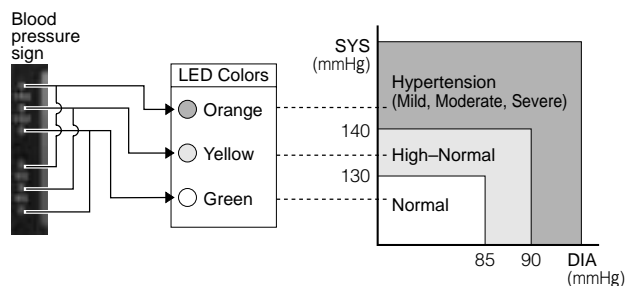 Blood
pressure
sign
LED Colors
Orange
Yellow
Green
SYS
(mmHg)
Hypertension
(Mild, Moderate, Severe)
140
High–Normal
130
Normal
85
90
DIA
(mmHg)